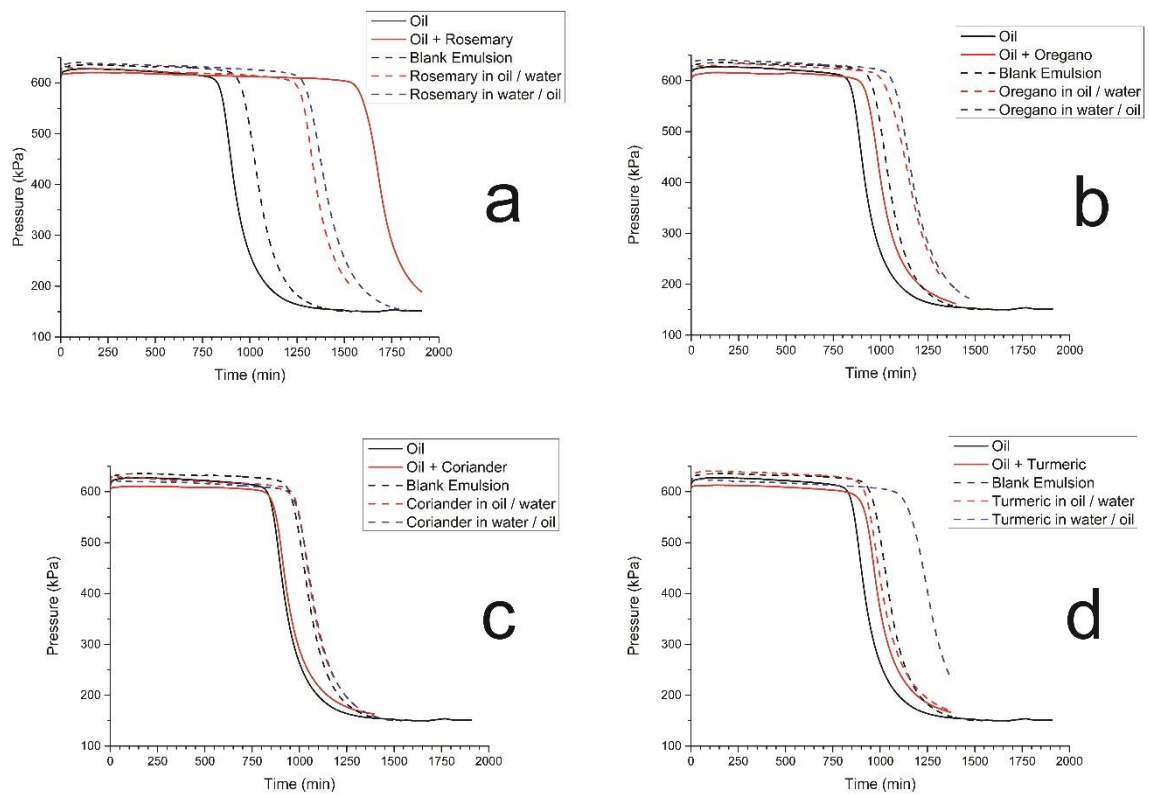 Oil
Oil + Rosemary
Blank Emulsion
Rosemary in oil / water
Rosemary in water / oil
600
500
400
300
200
100
Pressure (kPa)
0
250
500
750
1000
1250
1500
1750
2000
Time (min)
a
Oil
Oil + Oregano
Blank Emulsion
Oregano in oil / water
Oregano in water / oil
600
500
400
300
200
100
Pressure (kPa)
0
250
500
750
1000
1250
1500
1750
2000
Time (min)
b
Oil
Oil + Coriander
Blank Emulsion
Coriander in oil / water
Coriander in water / oil
600
500
400
300
200
100
Pressure (kPa)
0
250
500
750
1000
1250
1500
1750
2000
Time (min)
c
Oil
Oil + Turmeric
Blank Emulsion
Turmeric in oil / water
Turmeric in water / oil
600
500
400
300
200
100
Pressure (kPa)
0
250
500
750
1000
1250
1500
1750
2000
Time (min)
d